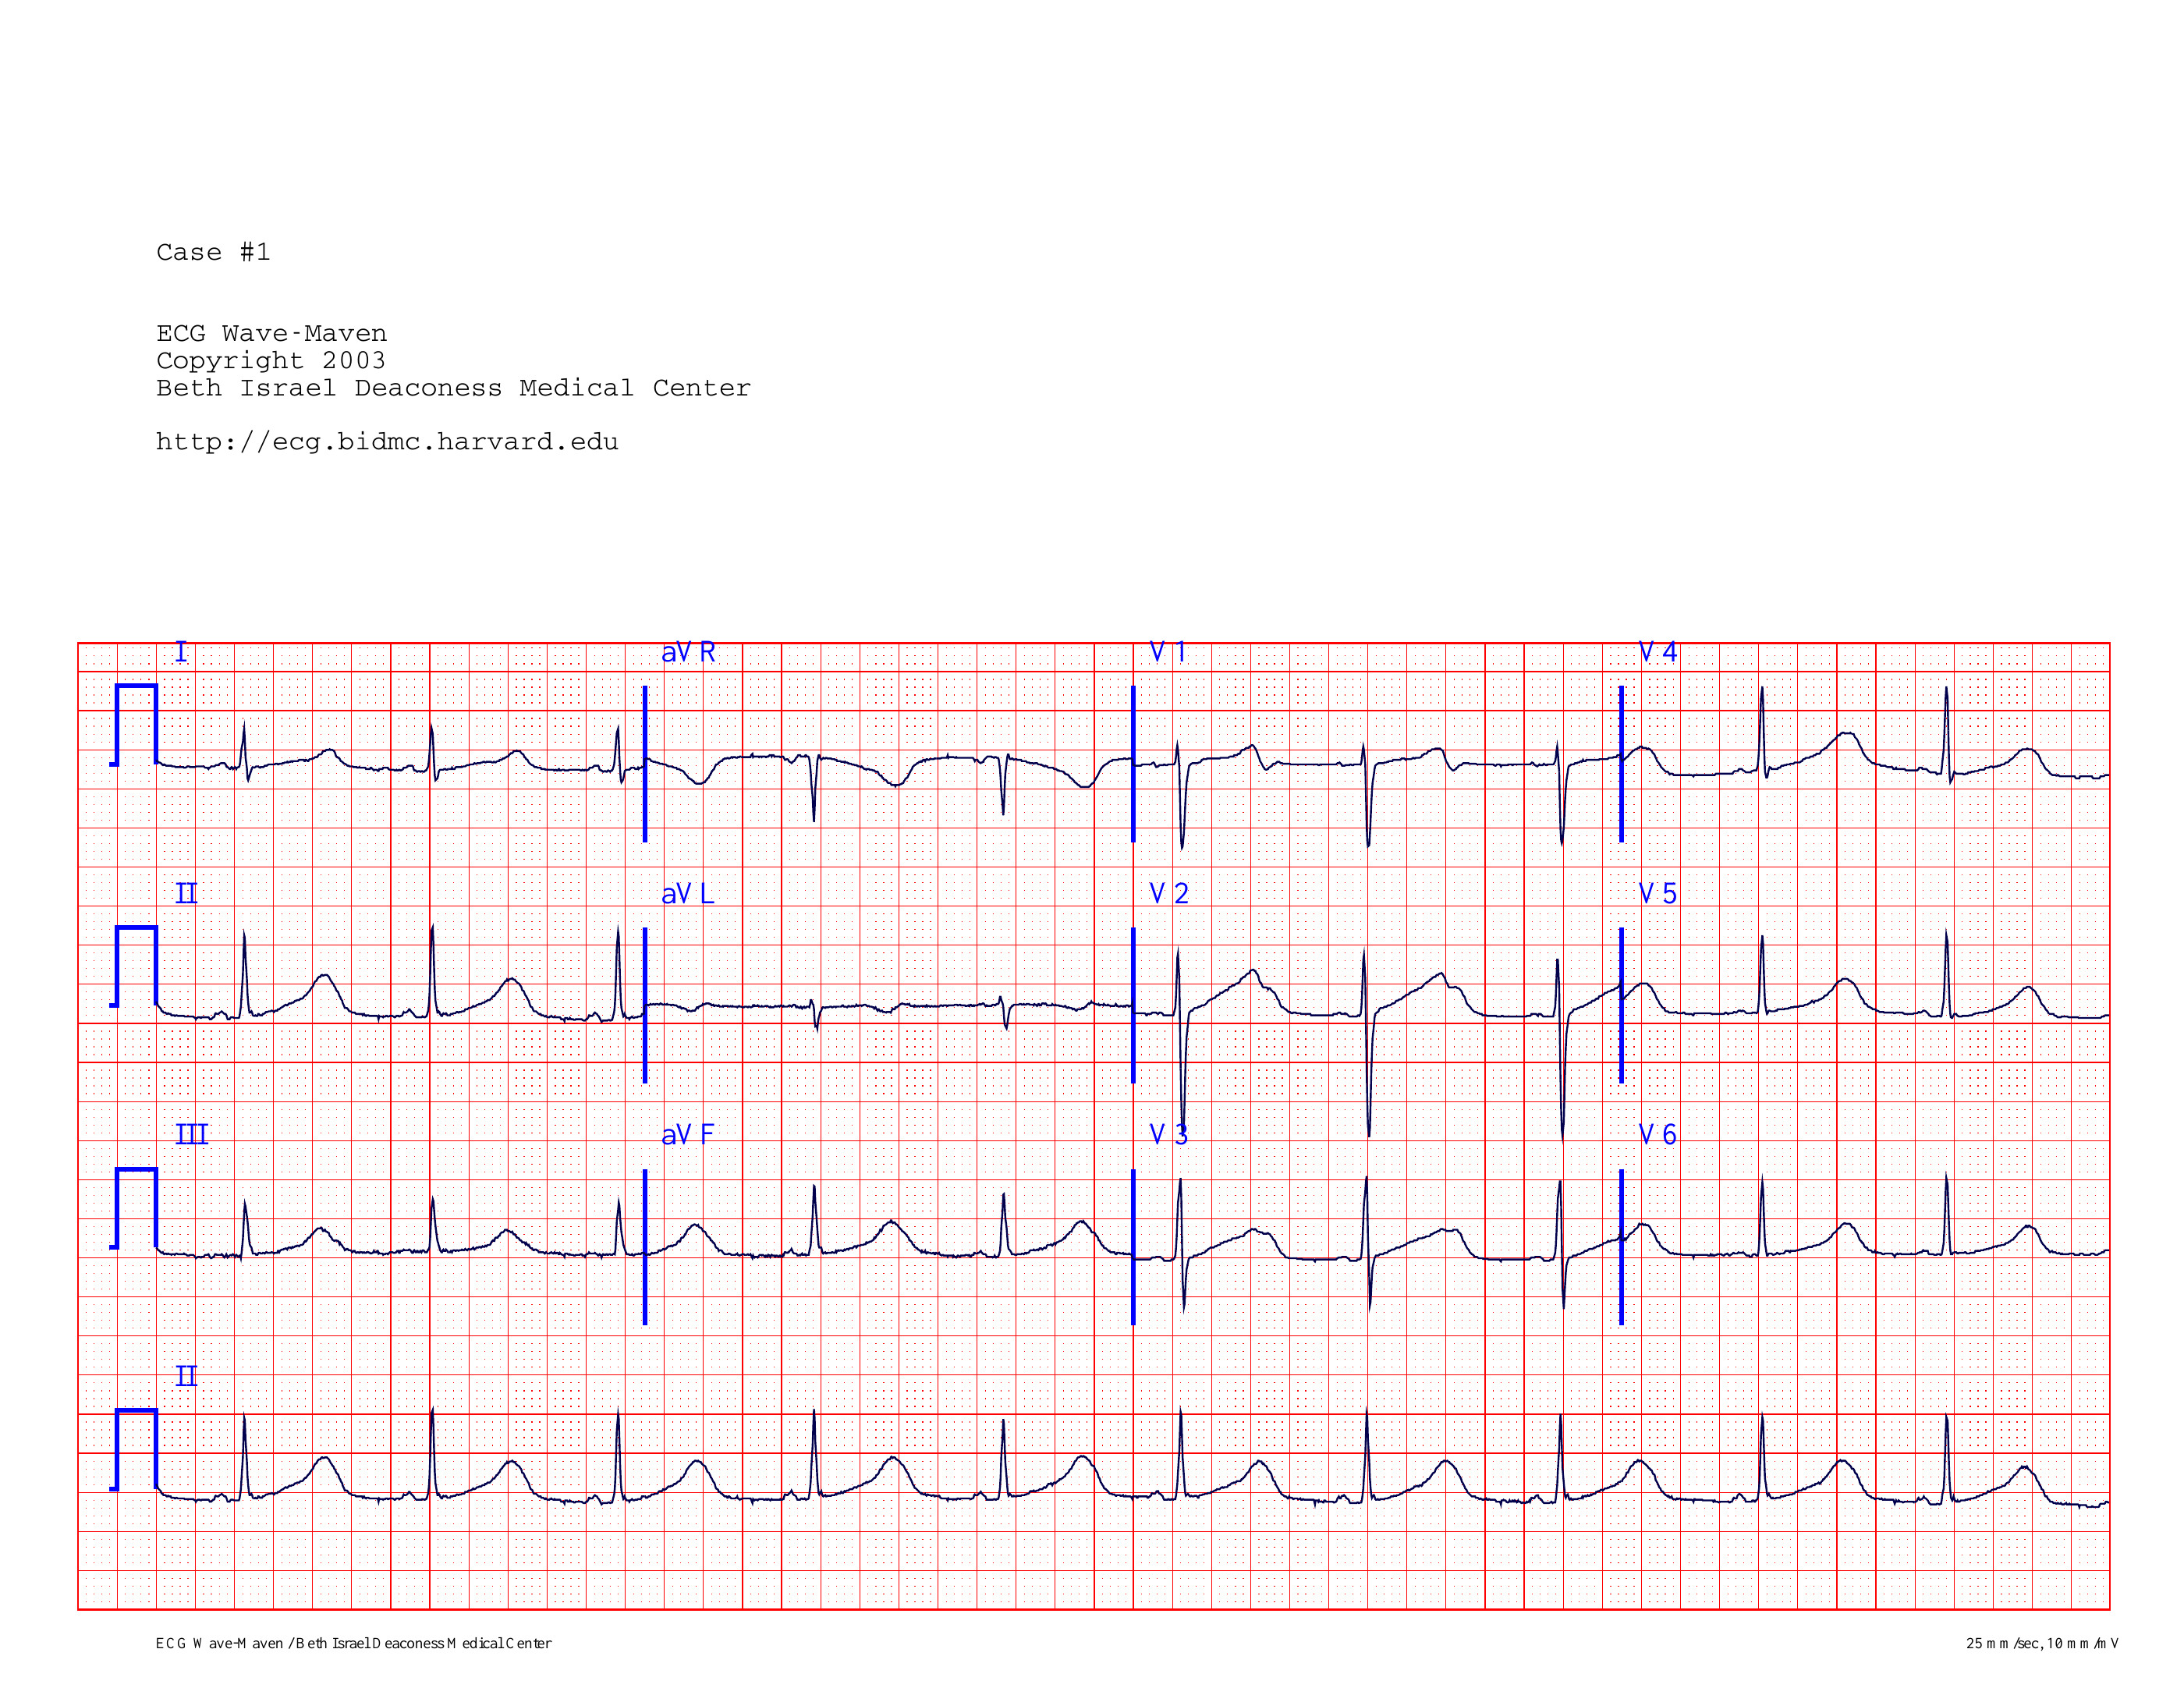 Case #1
ECG Wave-Maven
Copyright 2003
Beth Israel Deaconess Medical Center
http://ecg.bidmc.harvard.edu
I aVR V1 V4
II aVL V2 V5
III aVF V3 V6
II
ECG Wave-Maven / Beth Israel Deaconess Medical Center 25 mm/sec, 10 mm/mV